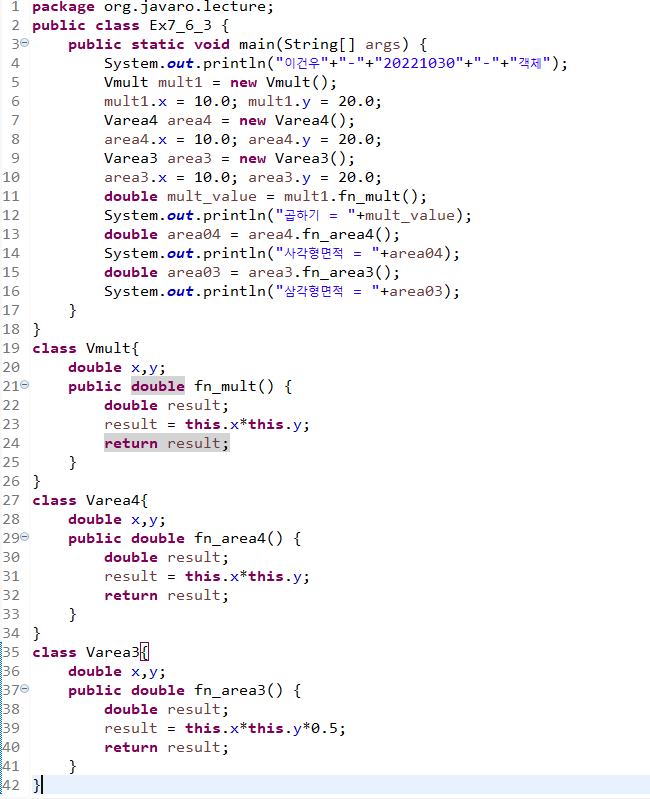 1 package org.javaro.lecture;
2 public class Ex7_6_3 {
3 public static void main(String[] args) {
4 System.out.println("이건우"+"-"+"20221030"+"-"+"객체");
5 Vmult mult1 = new Vmult();
6 mult1.x = 10.0; mult1.y = 20.0;
7 Varea4 area4 = new Varea4();
8 area4.x = 10.0; area4.y = 20.0;
9 Varea3 area3 = new Varea3();
10 area3.x = 10.0; area3.y = 20.0;
11 double mult_value = mult1.fn_mult();
12 System.out.println("곱하기 = "+mult_value);
13 double area04 = area4.fn_area4();
14 System.out.println("사각형면적 = "+area04);
15 double area03 = area3.fn_area3();
16 System.out.println("삼각형면적 = "+area03);
17 }
18 }
19 class Vmult{
20 double x,y;
21 public double fn_mult() {
22 double result;
23 result = this.x*this.y;
24 return result;
25 }
26 }
27 class Varea4{
28 double x,y;
29 public double fn_area4() {
30 double result;
31 result = this.x*this.y;
32 return result;
33 }
34 }
35 class Varea3{
36 double x,y;
37 public double fn_area3() {
38 double result;
39 result = this.x*this.y*0.5;
40 return result;
41 }
42 }